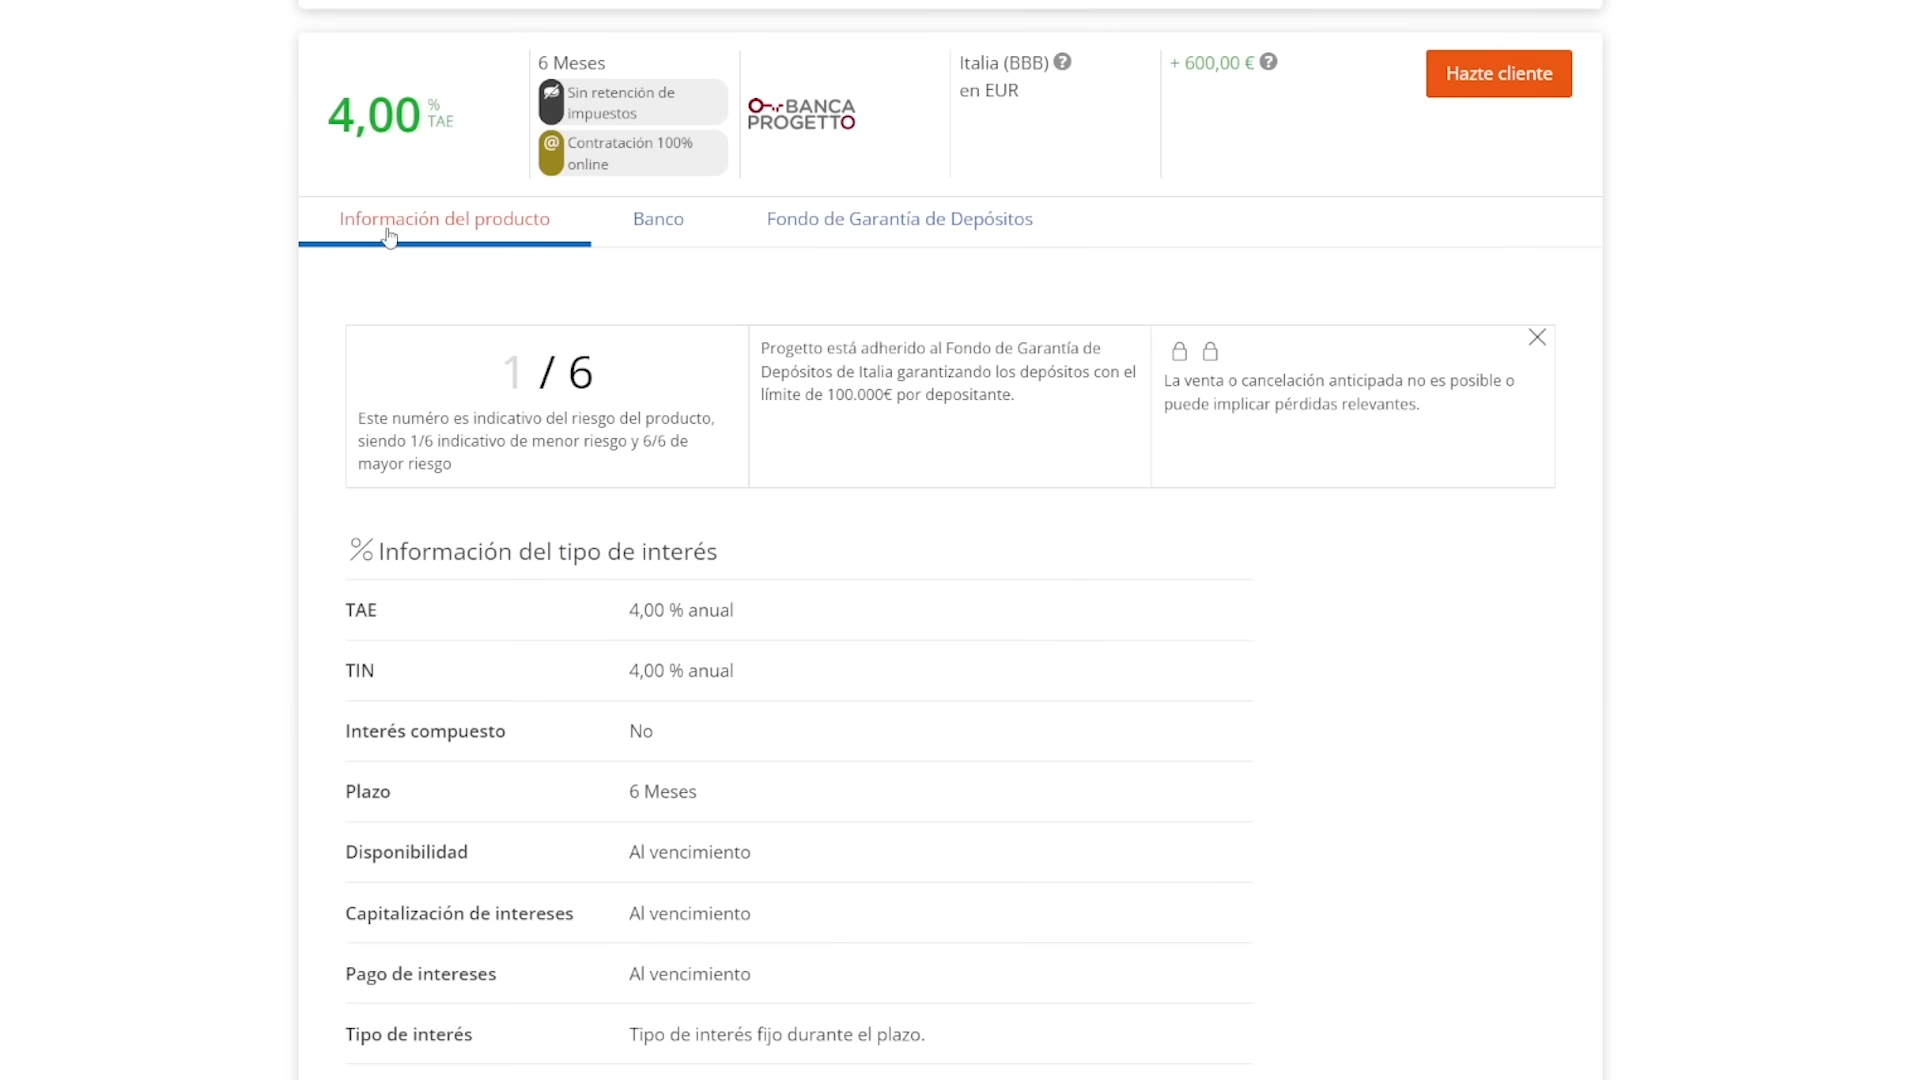 4,00 % TAE
6 Meses
Sin retención de
impuestos
@ Contratación 100%
online
BANCA
PROGETTO
Italia (BBB) ?
en EUR
+ 600,00 € ?
Hazte cliente
Información del producto
Banco
Fondo de Garantía de Depósitos
1 / 6
Este numéro es indicativo del riesgo del producto,
siendo 1/6 indicativo de menor riesgo y 6/6 de
mayor riesgo
Progetto está adherido al Fondo de Garantía de
Depósitos de Italia garantizando los depósitos con el
límite de 100.000€ por depositante.
La venta o cancelación anticipada no es posible o
puede implicar pérdidas relevantes.
% Información del tipo de interés
TAE 4,00 % anual
TIN 4,00 % anual
Interés compuesto No
Plazo 6 Meses
Disponibilidad Al vencimiento
Capitalización de intereses Al vencimiento
Pago de intereses Al vencimiento
Tipo de interés Tipo de interés fijo durante el plazo.